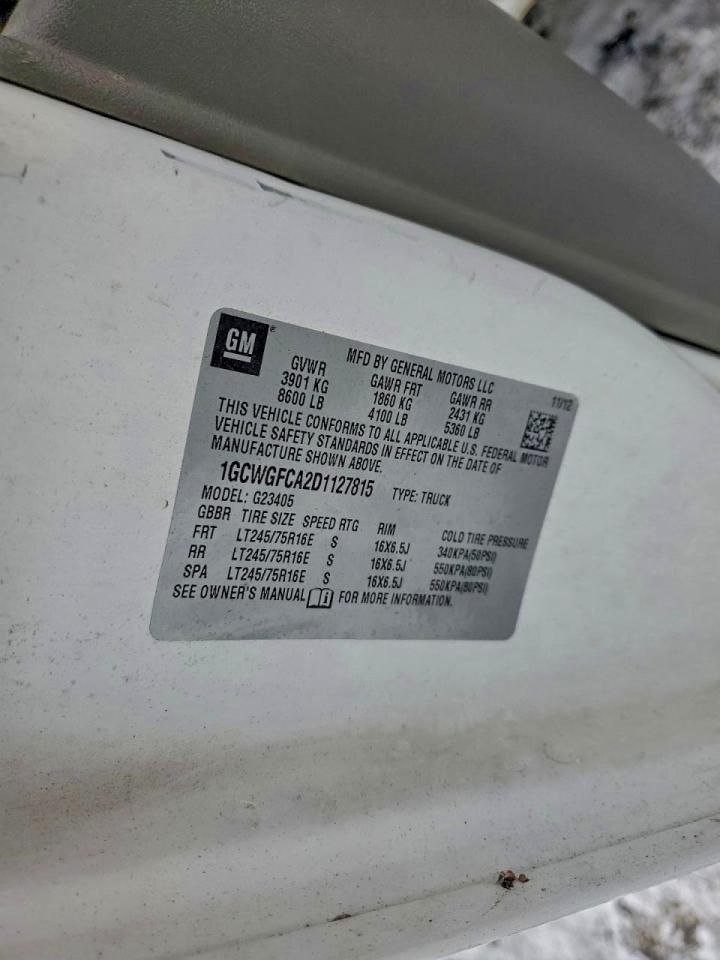 GM ®
MFD BY GENERAL MOTORS LLC 11/12
GVWR GAWR FRT GAWR RR
3901 KG 1860 KG 2431 KG
8600 LB 4100 LB 5360 LB
THIS VEHICLE CONFORMS TO ALL APPLICABLE U.S. FEDERAL MOTOR
VEHICLE SAFETY STANDARDS IN EFFECT ON THE DATE OF
MANUFACTURE SHOWN ABOVE.
1GCWGFCA2D1127815 TYPE: TRUCK
MODEL: G23405
GBBR TIRE SIZE SPEED RTG RIM COLD TIRE PRESSURE
FRT LT245/75R16E S 16X6.5J 340KPA(50PSI)
RR LT245/75R16E S 16X6.5J 550KPA(80PSI)
SPA LT245/75R16E S 16X6.5J 550KPA(80PSI)
SEE OWNER'S MANUAL i FOR MORE INFORMATION.